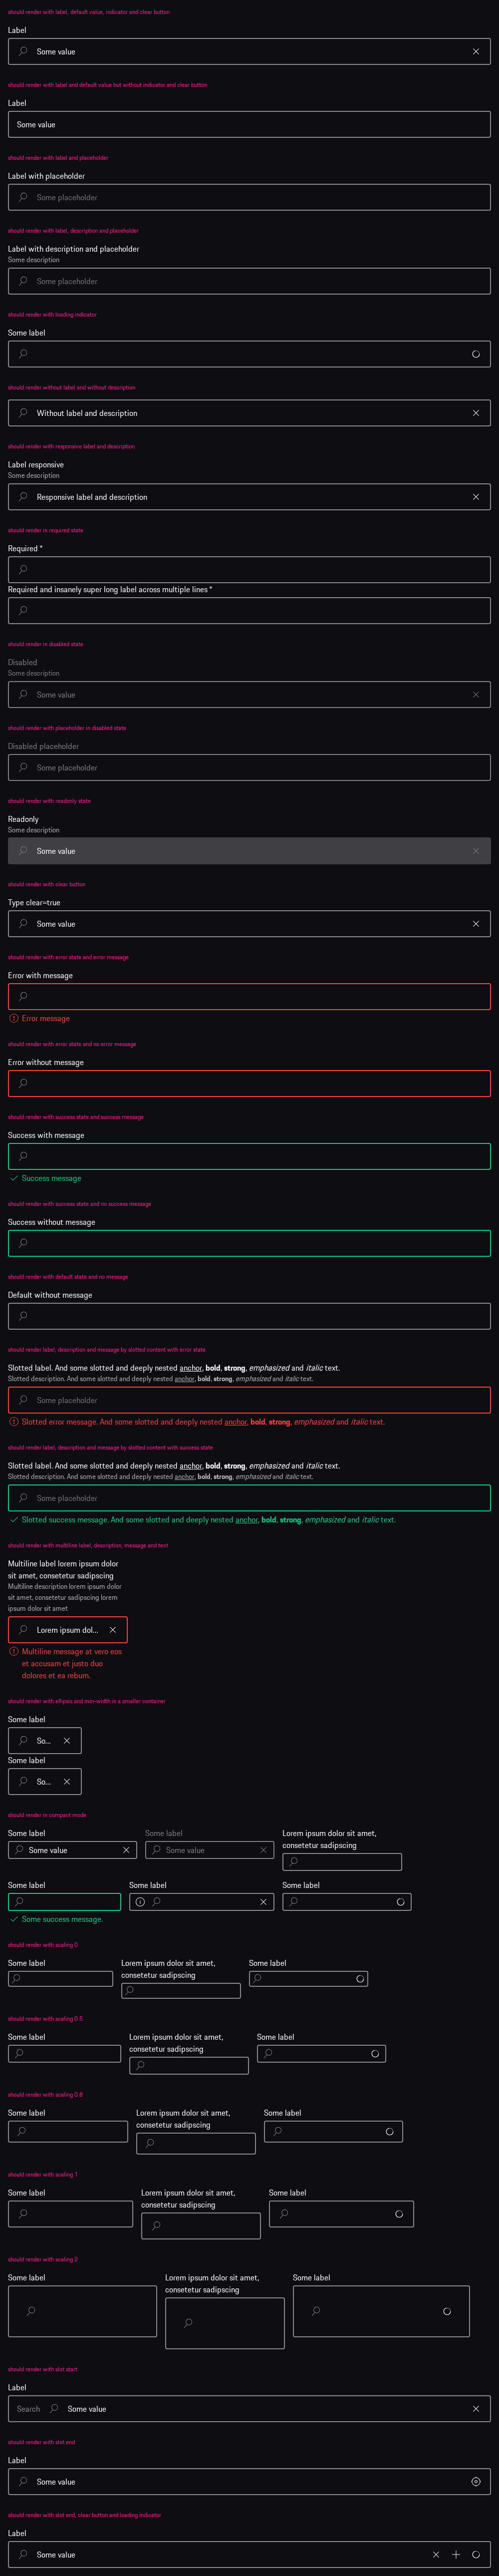 should render with label, default value, indicator and clear button
Label
Some value
should render with label and default value but without indicator and clear button
Label
Some value
should render with label and placeholder
Label with placeholder
Some placeholder
should render with label, description and placeholder
Label with description and placeholder
Some description
Some placeholder
should render with loading indicator
Some label
should render without label and without description
Without label and description
should render with responsive label and description
Label responsive
Some description
Responsive label and description
should render in required state
Required *
Required and insanely super long label across multiple lines *
should render in disabled state
Disabled
Some description
Some value
should render with placeholder in disabled state
Disabled placeholder
Some placeholder
should render with readonly state
Readonly
Some description
Some value
should render with clear button
Type clear=true
Some value
should render with error state and error message
Error with message
Error message
should render with error state and no error message
Error without message
should render with success state and success message
Success with message
Success message
should render with success state and no success message
Success without message
should render with default state and no message
Default without message
should render label, description and message by slotted content with error state
Slotted label. And some slotted and deeply nested anchor, bold, strong, emphasized and italic text.
Slotted description. And some slotted and deeply nested anchor, bold, strong, emphasized and italic text.
Some placeholder
Slotted error message. And some slotted and deeply nested anchor, bold, strong, emphasized and italic text.
should render label, description and message by slotted content with success state
Slotted label. And some slotted and deeply nested anchor, bold, strong, emphasized and italic text.
Slotted description. And some slotted and deeply nested anchor, bold, strong, emphasized and italic text.
Some placeholder
Slotted success message. And some slotted and deeply nested anchor, bold, strong, emphasized and italic text.
should render with multiline label, description, message and text
Multiline label lorem ipsum dolor
sit amet, consetetur sadipscing
Multiline description lorem ipsum dolor
sit amet, consetetur sadipscing lorem
ipsum dolor sit amet
Lorem ipsum dol...
Multiline message at vero eos
et accusam et justo duo
dolores et ea rebum.
should render with ellipsis and min-width in a smaller container
Some label
So...
Some label
So...
should render in compact mode
Some label
Some value
Some label
Some value
Lorem ipsum dolor sit amet,
consetetur sadipscing
Some label
Some success message.
Some label
Some label
should render with scaling 0
Some label
Lorem ipsum dolor sit amet,
consetetur sadipscing
Some label
should render with scaling 0.5
Some label
Lorem ipsum dolor sit amet,
consetetur sadipscing
Some label
should render with scaling 0.8
Some label
Lorem ipsum dolor sit amet,
consetetur sadipscing
Some label
should render with scaling 1
Some label
Lorem ipsum dolor sit amet,
consetetur sadipscing
Some label
should render with scaling 2
Some label
Lorem ipsum dolor sit amet,
consetetur sadipscing
Some label
should render with slot start
Label
Search Some value
should render with slot end
Label
Some value
should render with slot end, clear button and loading indicator
Label
Some value